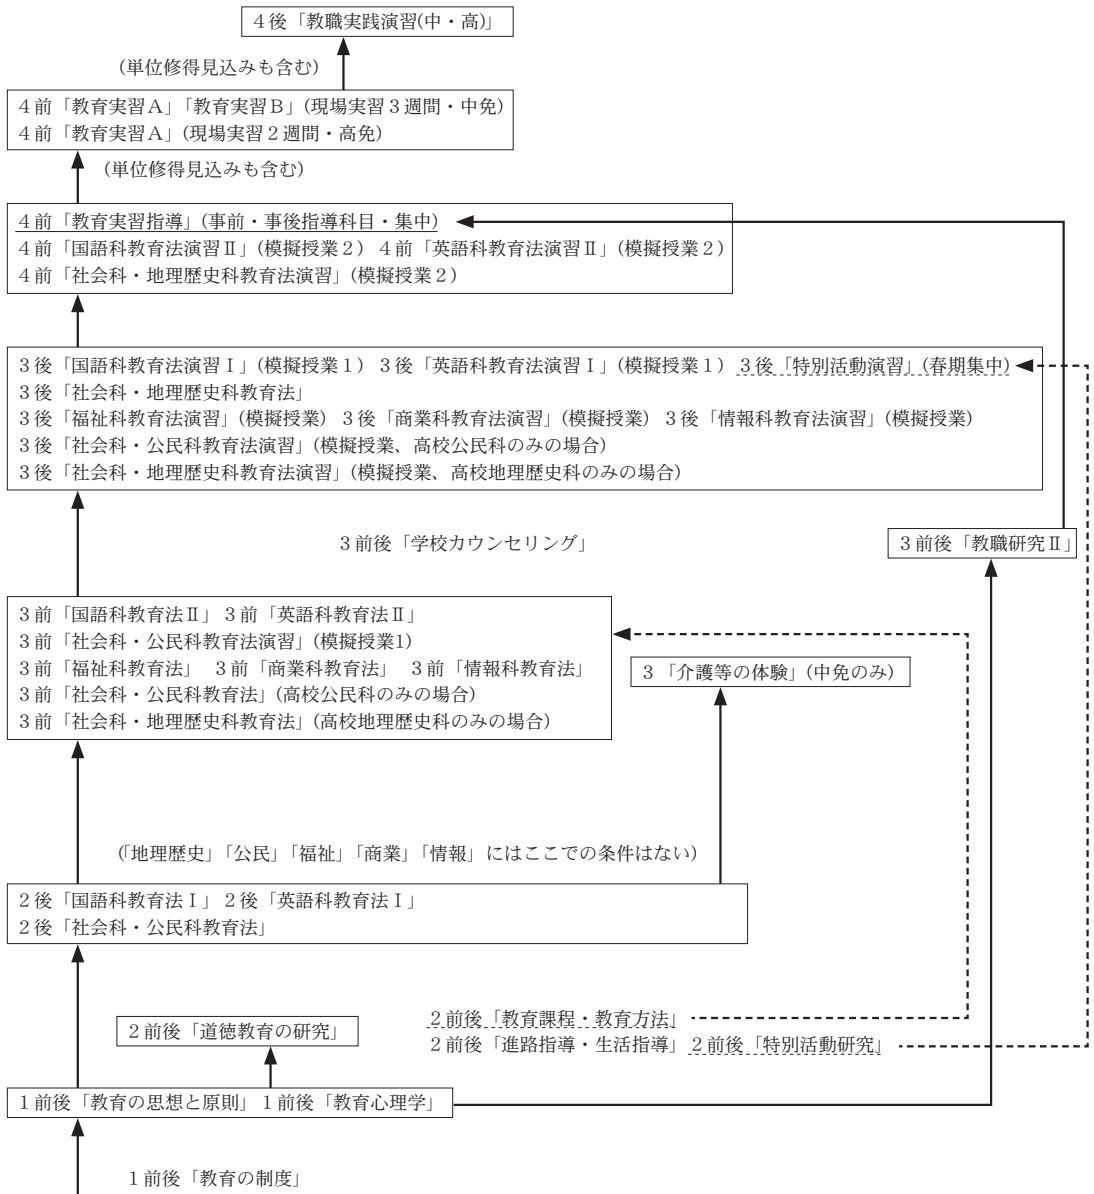 ４後「教職実践演習(中・高)」
(単位修得見込みも含む)
４前「教育実習Ａ」「教育実習Ｂ」(現場実習３週間・中免)
４前「教育実習Ａ」(現場実習２週間・高免)
(単位修得見込みも含む)
４前「教育実習指導」(事前・事後指導科目・集中)
４前「国語科教育法演習Ⅱ」(模擬授業２) ４前「英語科教育法演習Ⅱ」(模擬授業２)
４前「社会科・地理歴史科教育法演習」(模擬授業２)
３後「国語科教育法演習Ⅰ」(模擬授業１) ３後「英語科教育法演習Ⅰ」(模擬授業１) ３後「特別活動演習」(春期集中)
３後「社会科・地理歴史科教育法」
３後「福祉科教育法演習」(模擬授業) ３後「商業科教育法演習」(模擬授業) ３後「情報科教育法演習」(模擬授業)
３後「社会科・公民科教育法演習」(模擬授業、高校公民科のみの場合)
３後「社会科・地理歴史科教育法演習」(模擬授業、高校地理歴史科のみの場合)
３前後「学校カウンセリング」
３前後「教職研究Ⅱ」
３前「国語科教育法Ⅱ」 ３前「英語科教育法Ⅱ」
３前「社会科・公民科教育法演習」(模擬授業1)
３前「福祉科教育法」 ３前「商業科教育法」 ３前「情報科教育法」
３前「社会科・公民科教育法」(高校公民科のみの場合)
３前「社会科・地理歴史科教育法」(高校地理歴史科のみの場合)
３「介護等の体験」(中免のみ)
(「地理歴史」「公民」「福祉」「商業」「情報」にはここでの条件はない)
２後「国語科教育法Ⅰ」 ２後「英語科教育法Ⅰ」
２後「社会科・公民科教育法」
２前後「道徳教育の研究」
２前後「教育課程・教育方法」
２前後「進路指導・生活指導」 ２前後「特別活動研究」
１前後「教育の思想と原則」 １前後「教育心理学」
１前後「教育の制度」